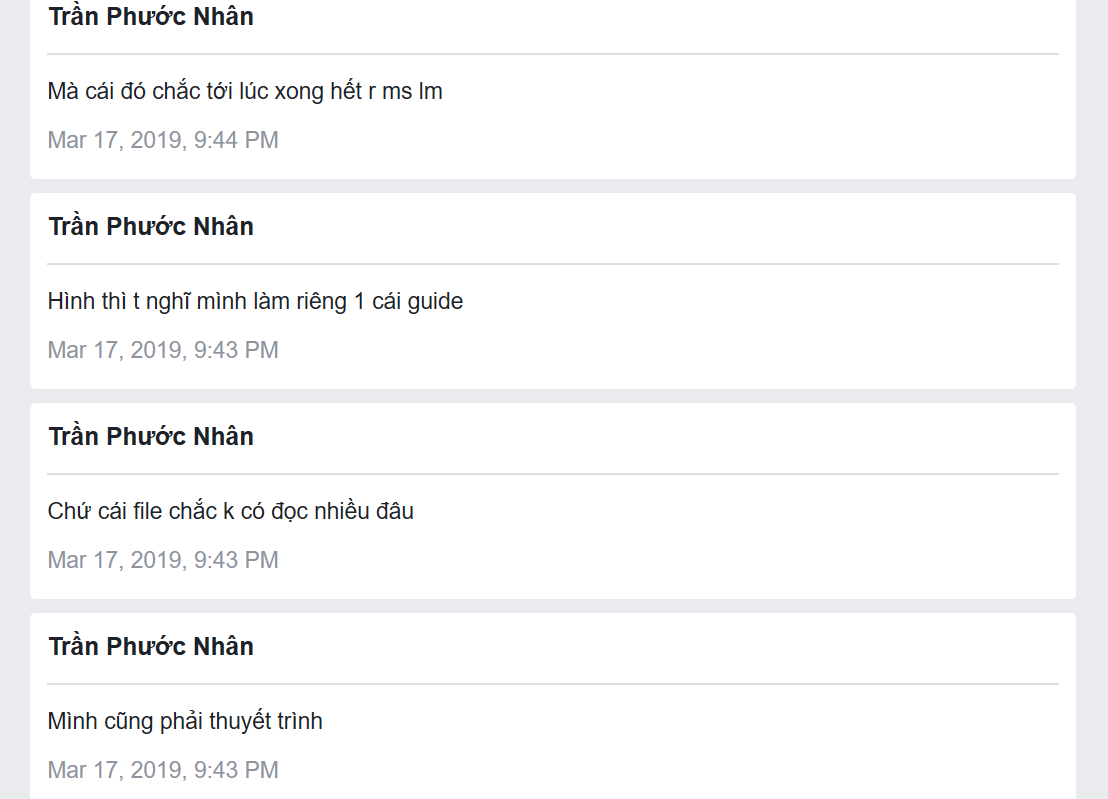 Trần Phước Nhân
Mà cái đó chắc tới lúc xong hết r ms lm
Mar 17, 2019, 9:44 PM
Trần Phước Nhân
Hình thì t nghĩ mình làm riêng 1 cái guide
Mar 17, 2019, 9:43 PM
Trần Phước Nhân
Chứ cái file chắc k có đọc nhiều đâu
Mar 17, 2019, 9:43 PM
Trần Phước Nhân
Mình cũng phải thuyết trình
Mar 17, 2019, 9:43 PM